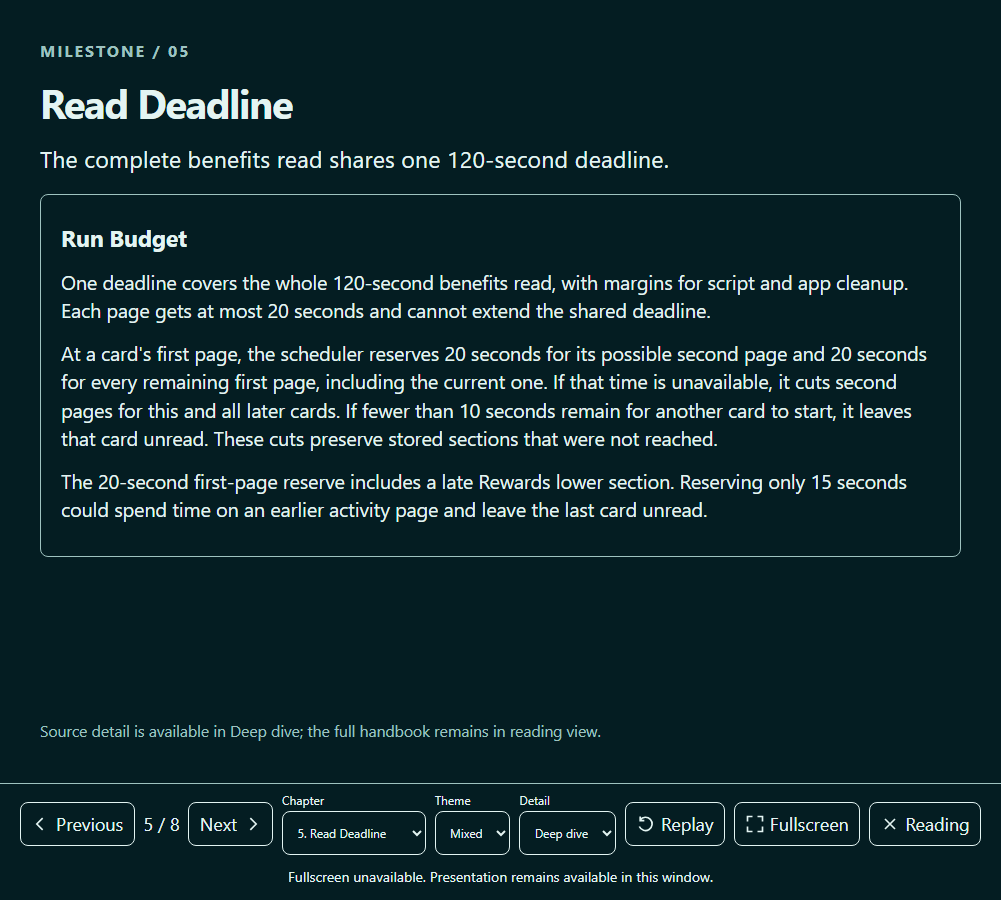 MILESTONE / 05
Read Deadline
The complete benefits read shares one 120-second deadline.
Run Budget
One deadline covers the whole 120-second benefits read, with margins for script and app cleanup.
Each page gets at most 20 seconds and cannot extend the shared deadline.
At a card's first page, the scheduler reserves 20 seconds for its possible second page and 20 seconds
for every remaining first page, including the current one. If that time is unavailable, it cuts second
pages for this and all later cards. If fewer than 10 seconds remain for another card to start, it leaves
that card unread. These cuts preserve stored sections that were not reached.
The 20-second first-page reserve includes a late Rewards lower section. Reserving only 15 seconds
could spend time on an earlier activity page and leave the last card unread.
Source detail is available in Deep dive; the full handbook remains in reading view.
Chapter Theme Detail
Previous 5 / 8 Next 5. Read Deadline Mixed Deep dive Replay Fullscreen Reading
Fullscreen unavailable. Presentation remains available in this window.